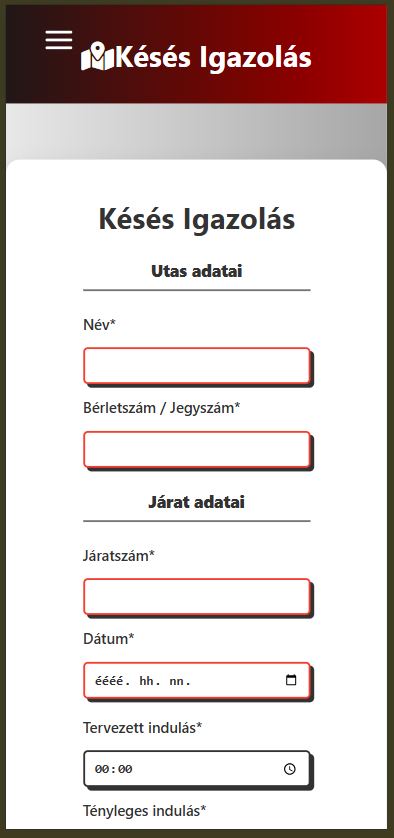 Késés Igazolás
Késés Igazolás
Utas adatai
Név*
Bérletszám / Jegyszám*
Járat adatai
Járatszám*
Dátum*
éééé. hh. nn.
Tervezett indulás*
00:00
Tényleges indulás*